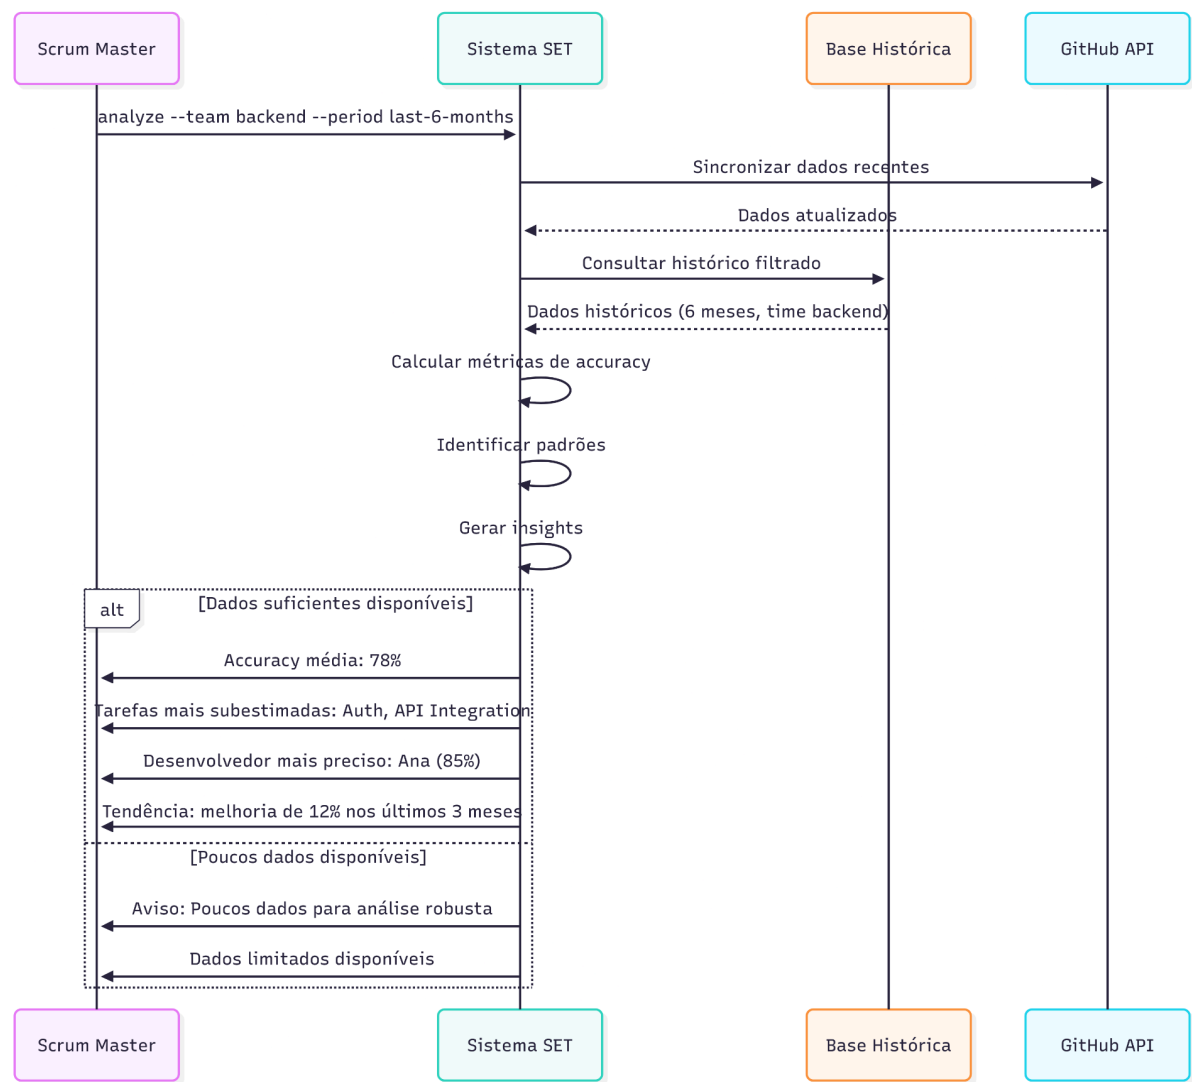 Scrum Master
Sistema SET
Base Histórica
GitHub API
analyze --team backend --period last-6-months
Sincronizar dados recentes
Dados atualizados
Consultar histórico filtrado
Dados históricos (6 meses, time backend)
Calcular métricas de accuracy
Identificar padrões
Gerar insights
alt
[Dados suficientes disponíveis]
Accuracy média: 78%
Tarefas mais subestimadas: Auth, API Integration
Desenvolvedor mais preciso: Ana (85%)
Tendência: melhoria de 12% nos últimos 3 meses
[Poucos dados disponíveis]
Aviso: Poucos dados para análise robusta
Dados limitados disponíveis
Scrum Master
Sistema SET
Base Histórica
GitHub API